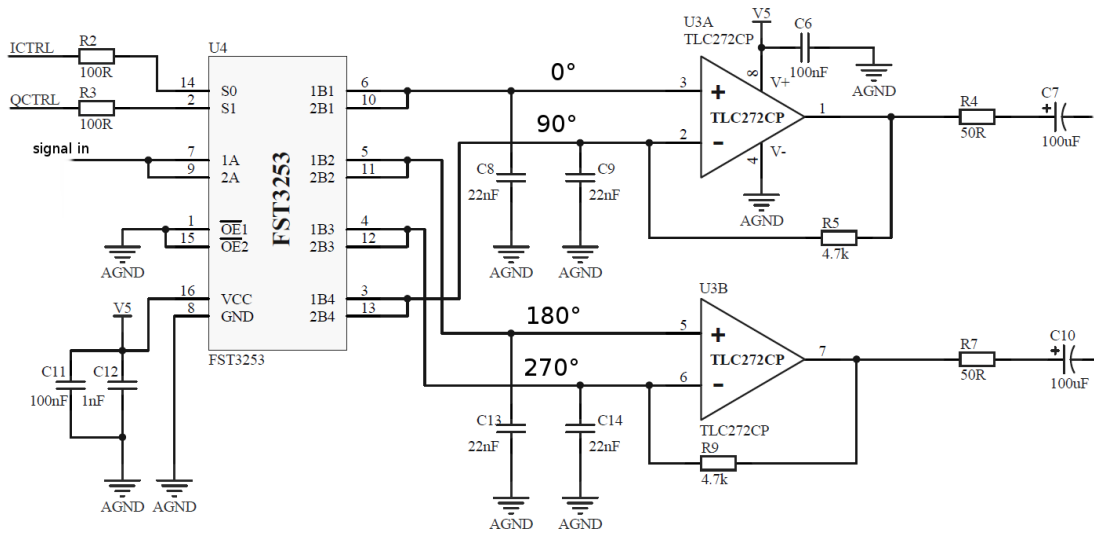 ICTRL
R2
100R
QCTRL
R3
100R
signal in
U4
14
S0
2
S1
7
1A
9
2A
1
OE1
15
OE2
16
VCC
8
GND
FST3253
1B1
6
2B1
10
1B2
5
2B2
11
1B3
4
2B3
12
1B4
3
2B4
13
FST3253
AGND
V5
C11
100nF
C12
1nF
AGND
AGND
0°
90°
180°
270°
C8
22nF
C9
22nF
AGND
AGND
C13
22nF
C14
22nF
AGND
AGND
U3A
TLC272CP
V5
C6
100nF
AGND
3
+
2
-
8
V+
TLC272CP
1
4
V-
AGND
R5
4.7k
R4
50R
C7
+
100uF
U3B
5
+
6
-
TLC272CP
7
TLC272CP
R9
4.7k
R7
50R
C10
+
100uF